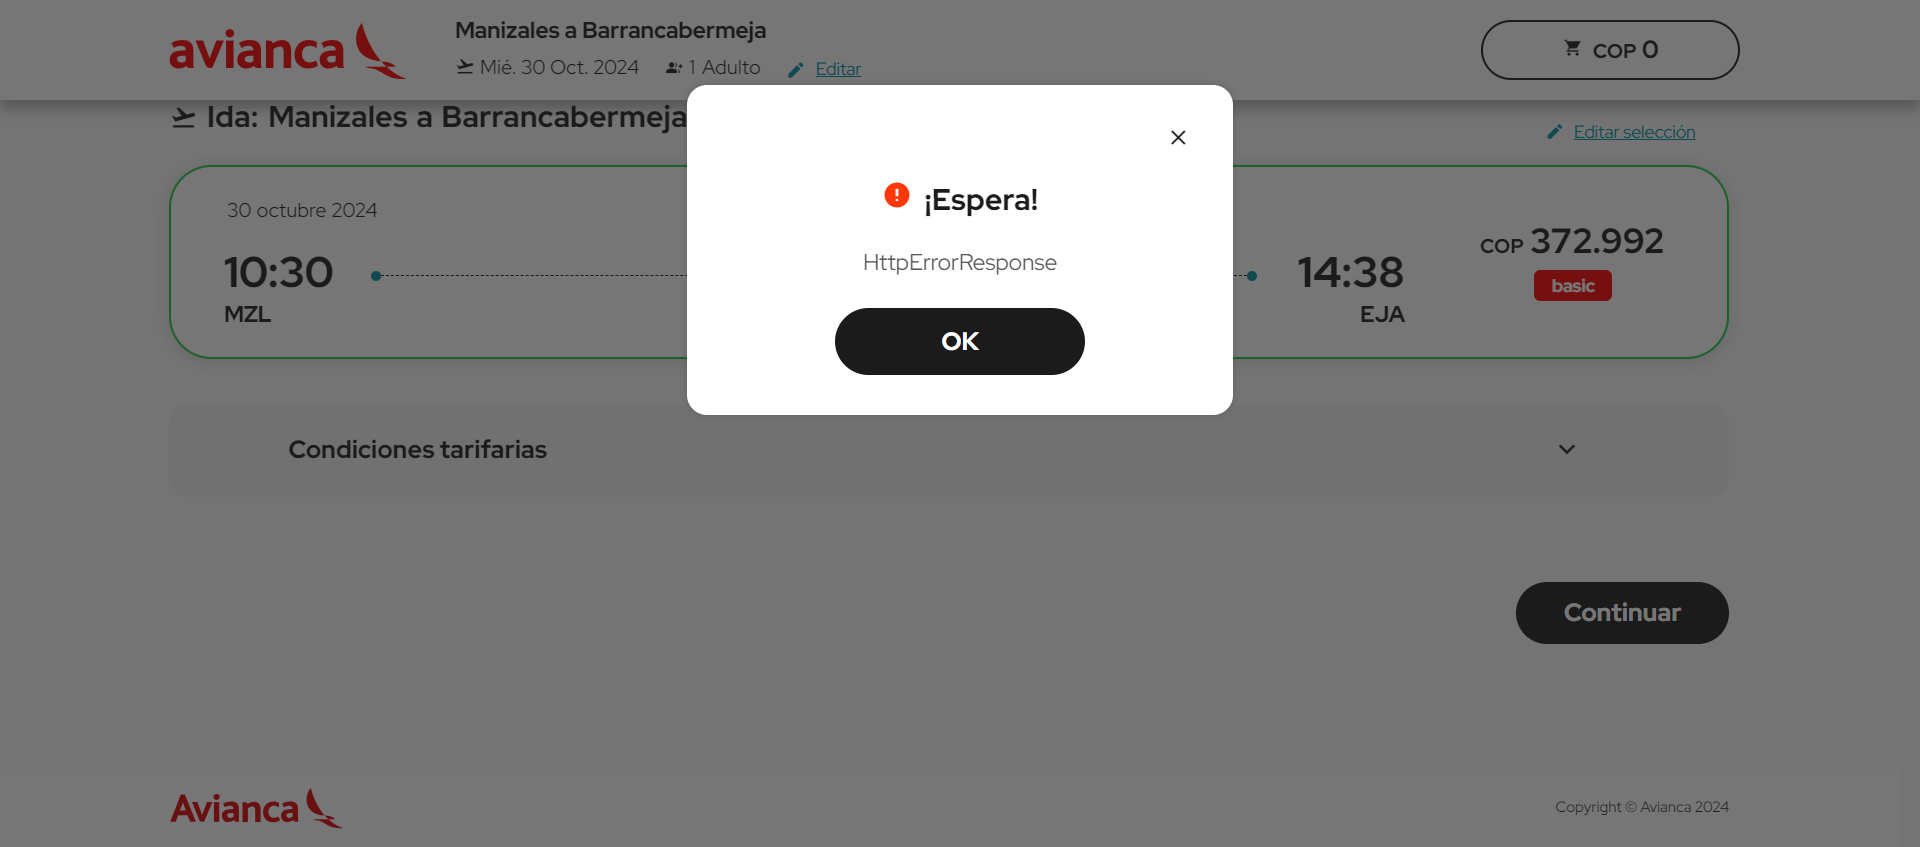 avianca
Manizales a Barrancabermeja
Mié. 30 Oct. 2024 1 Adulto Editar
COP 0
Ida: Manizales a Barrancabermeja
Editar selección
30 octubre 2024
10:30
MZL
14:38
EJA
COP 372.992
basic
¡Espera!
HttpErrorResponse
OK
Condiciones tarifarias
Continuar
Avianca
Copyright © Avianca 2024